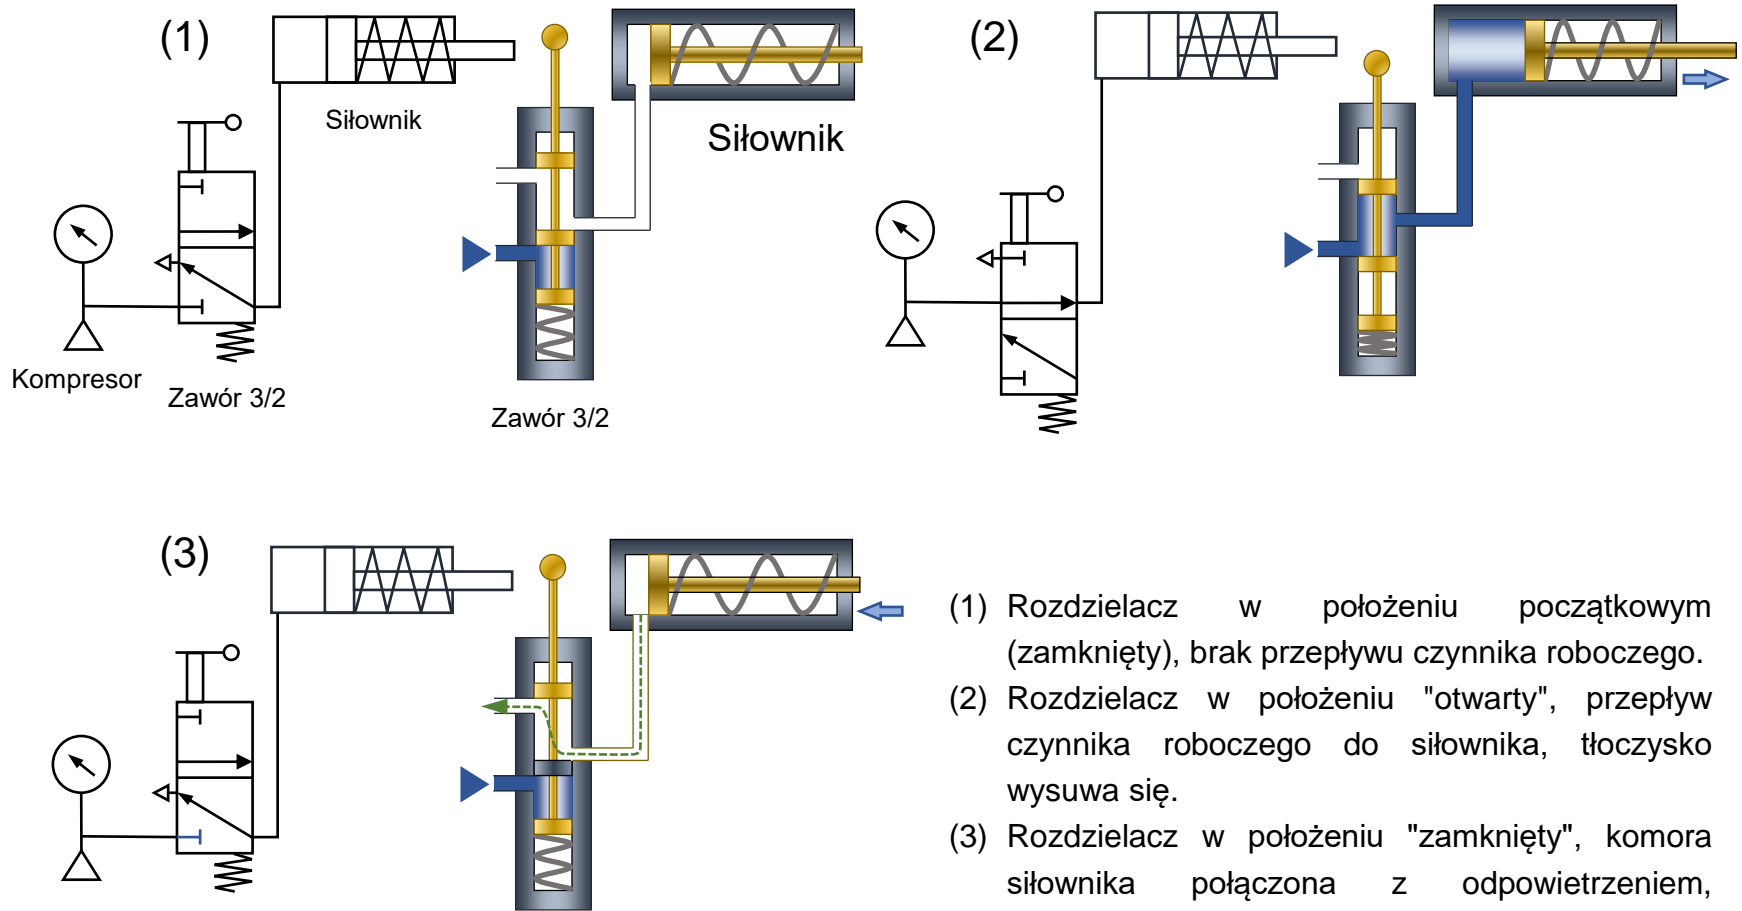 (1)
Siłownik
Siłownik
Kompresor
Zawór 3/2
Zawór 3/2
(2)
(3)
(1) Rozdzielacz w położeniu początkowym
(zamknięty), brak przepływu czynnika roboczego.
(2) Rozdzielacz w położeniu "otwarty", przepływ
czynnika roboczego do siłownika, tłoczysko
wysuwa się.
(3) Rozdzielacz w położeniu "zamknięty", komora
siłownika połączona z odpowietrzeniem,